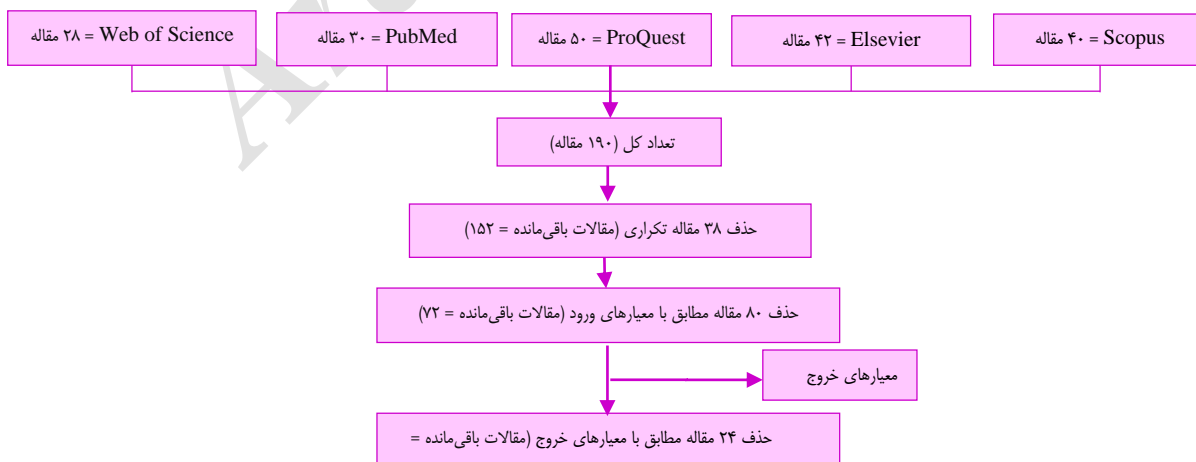 Web of Science = ۲۸ مقاله
PubMed = ۳۰ مقاله
ProQuest = ۵۰ مقاله
Elsevier = ۴۲ مقاله
Scopus = ۴۰ مقاله
تعداد کل (۱۹۰ مقاله)
حذف ۳۸ مقاله تکراری (مقالات باقی‌مانده = ۱۵۲)
حذف ۸۰ مقاله مطابق با معیارهای ورود (مقالات باقی‌مانده = ۷۲)
معیارهای خروج
حذف ۲۴ مقاله مطابق با معیارهای خروج (مقالات باقی‌مانده =